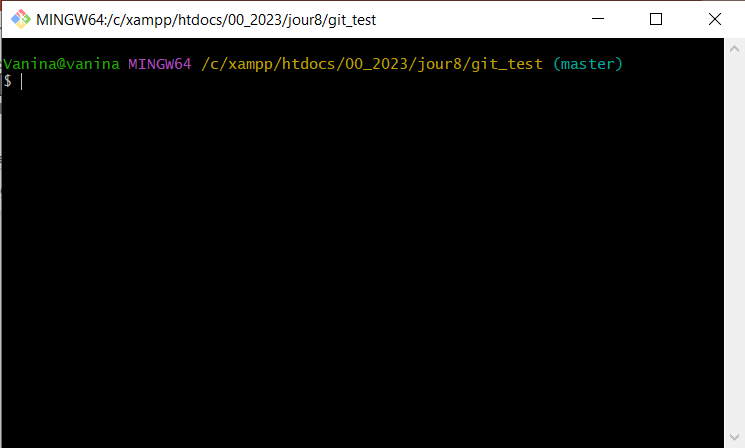 MINGW64:/c/xampp/htdocs/00_2023/jour8/git_test
Vanina@vanina MINGW64 /c/xampp/htdocs/00_2023/jour8/git_test (master)
$